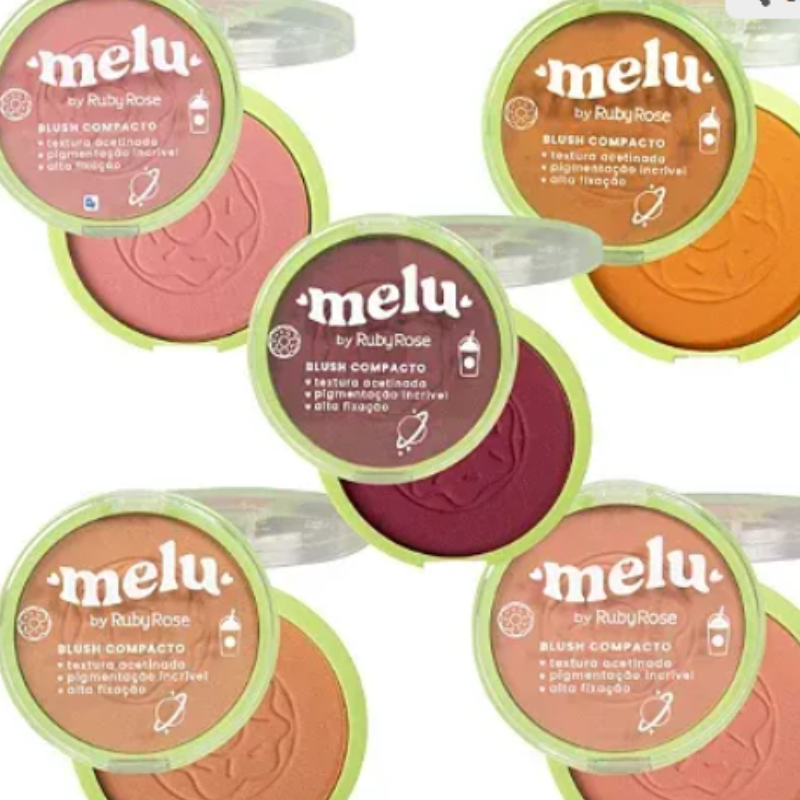 melu
by Ruby Rose
BLUSH COMPACTO
• textura acetinada
• pigmentação incrível
• alta fixação
melu
by Ruby Rose
BLUSH COMPACTO
• textura acetinada
• pigmentação incrível
• alta fixação
melu
by Ruby Rose
BLUSH COMPACTO
• textura acetinada
• pigmentação incrível
• alta fixação
melu
by Ruby Rose
BLUSH COMPACTO
• textura acetinada
• pigmentação incrível
• alta fixação
melu
by Ruby Rose
BLUSH COMPACTO
• textura acetinada
• pigmentação incrível
• alta fixação